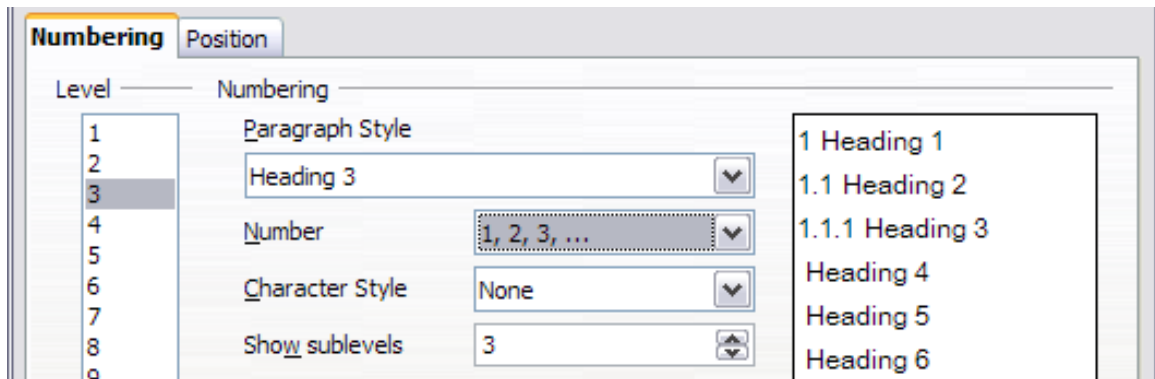 Numbering Position
Level Numbering
1
2
3
4
5
6
7
8
9
Paragraph Style
Heading 3
Number 1, 2, 3, ...
Character Style None
Show sublevels 3
1 Heading 1
1.1 Heading 2
1.1.1 Heading 3
Heading 4
Heading 5
Heading 6